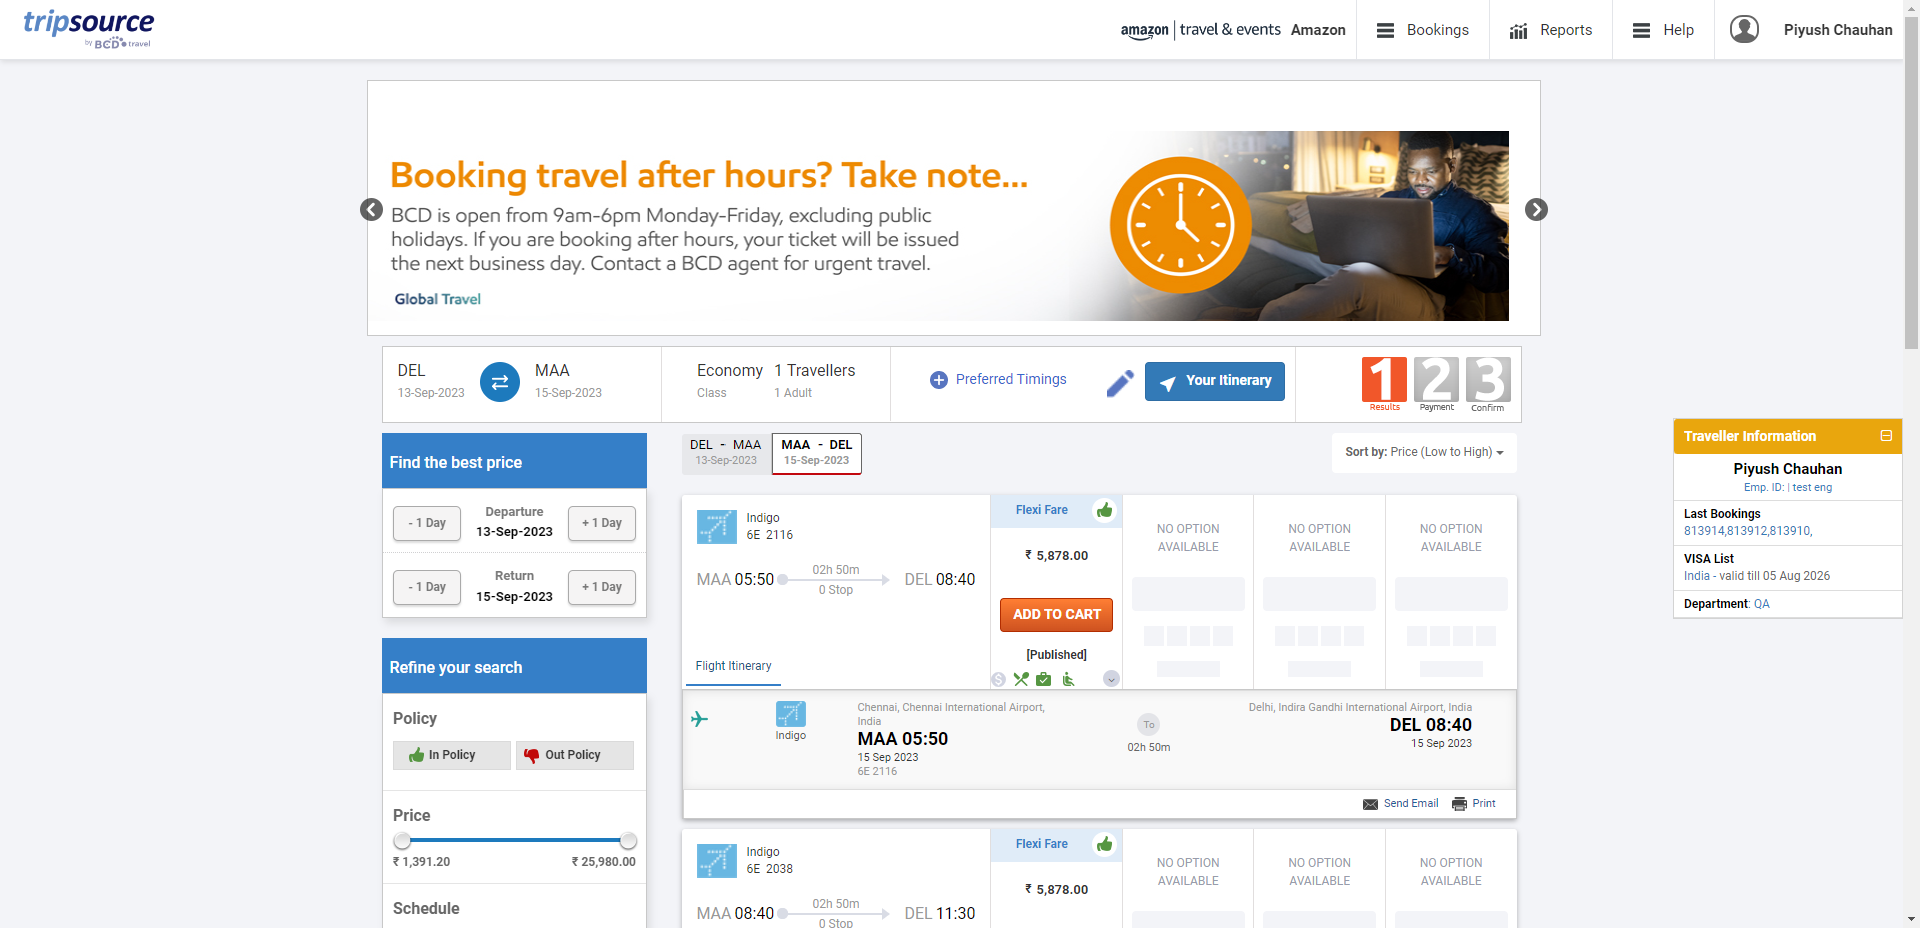 tripsource
by BCD travel
amazon travel & events Amazon
Bookings
Reports
Help
Piyush Chauhan
Booking travel after hours? Take note...
BCD is open from 9am-6pm Monday-Friday, excluding public
holidays. If you are booking after hours, your ticket will be issued
the next business day. Contact a BCD agent for urgent travel.
Global Travel
DEL
13-Sep-2023
MAA
15-Sep-2023
Economy
Class
1 Travellers
1 Adult
Preferred Timings
Your Itinerary
1 Results
2 Payment
3 Confirm
Find the best price
- 1 Day
Departure
13-Sep-2023
+ 1 Day
- 1 Day
Return
15-Sep-2023
+ 1 Day
Refine your search
Policy
In Policy
Out Policy
Price
₹ 1,391.20
₹ 25,980.00
Schedule
DEL - MAA
13-Sep-2023
MAA - DEL
15-Sep-2023
Sort by: Price (Low to High)
Indigo
6E 2116
MAA 05:50
02h 50m
0 Stop
DEL 08:40
Flight Itinerary
Flexi Fare
₹ 5,878.00
ADD TO CART
[Published]
NO OPTION
AVAILABLE
NO OPTION
AVAILABLE
NO OPTION
AVAILABLE
Indigo
Chennai, Chennai International Airport,
India
MAA 05:50
15 Sep 2023
6E 2116
To
02h 50m
Delhi, Indira Gandhi International Airport, India
DEL 08:40
15 Sep 2023
Send Email
Print
Indigo
6E 2038
MAA 08:40
02h 50m
0 Stop
DEL 11:30
Flexi Fare
₹ 5,878.00
NO OPTION
AVAILABLE
NO OPTION
AVAILABLE
NO OPTION
AVAILABLE
Traveller Information
Piyush Chauhan
Emp. ID: | test eng
Last Bookings
813914,813912,813910,
VISA List
India - valid till 05 Aug 2026
Department: QA